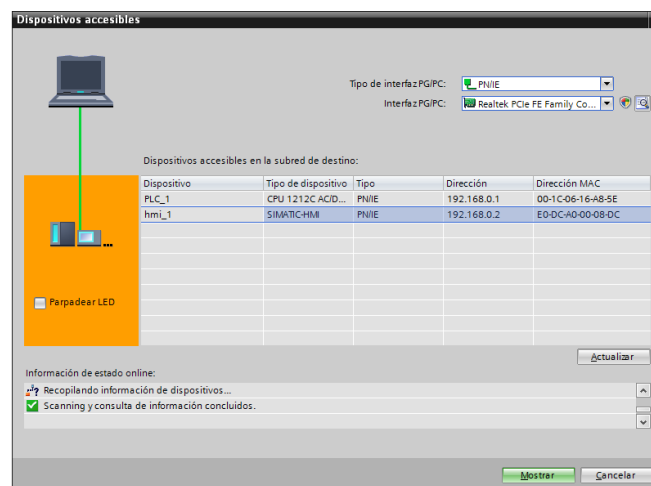 Dispositivos accesibles
Tipo de interfaz PG/PC: PN/IE
Interfaz PG/PC: Realtek PCIe FE Family Co...
Dispositivos accesibles en la subred de destino:
Dispositivo Tipo de dispositivo Tipo Dirección Dirección MAC
PLC_1 CPU 1212C AC/D... PN/IE 192.168.0.1 00-1C-06-16-A8-5E
hmi_1 SIMATIC-HMI PN/IE 192.168.0.2 E0-DC-A0-00-08-DC
...
Parpadear LED
Actualizar
Información de estado online:
Recopilando información de dispositivos...
Scanning y consulta de información concluidos.
Mostrar Cancelar